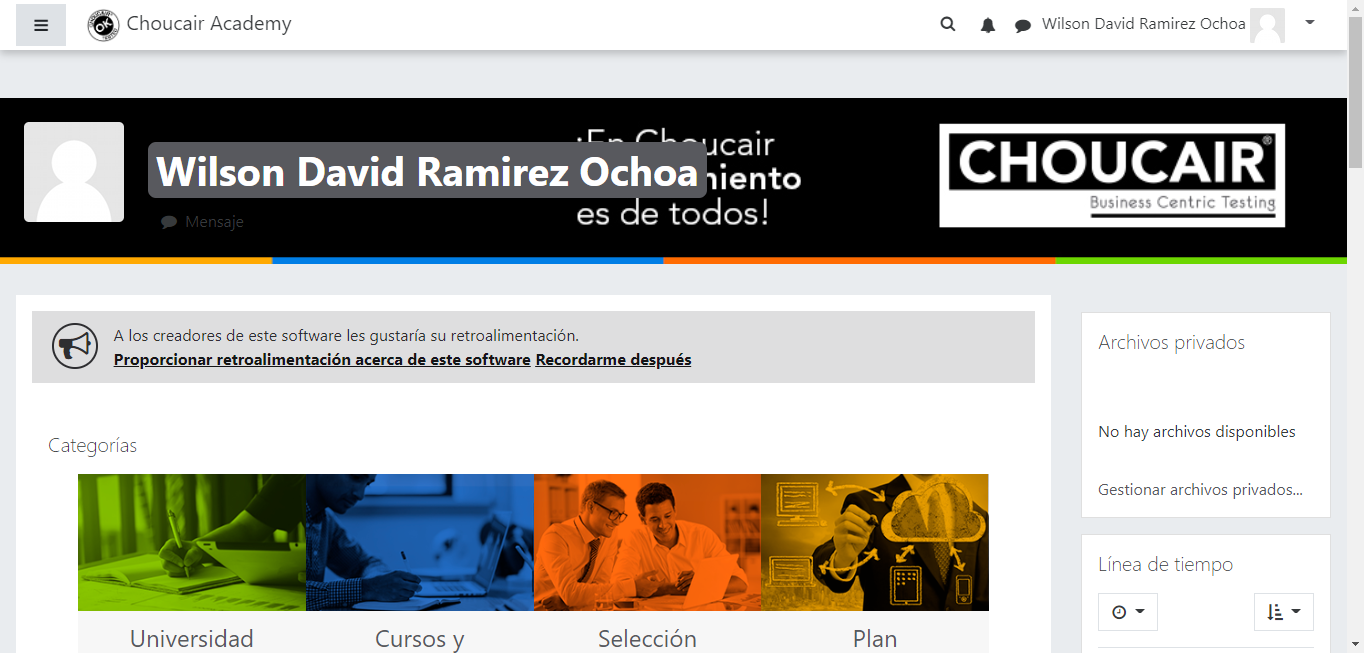 Choucair Academy
Wilson David Ramirez Ochoa
¡En Choucair
Wilson David Ramirez Ochoa
es de todos!
Mensaje
CHOUCAIR®
Business Centric Testing
A los creadores de este software les gustaría su retroalimentación.
Proporcionar retroalimentación acerca de este software Recordarme después
Categorías
Universidad
Cursos y
Selección
Plan
Archivos privados
No hay archivos disponibles
Gestionar archivos privados...
Línea de tiempo